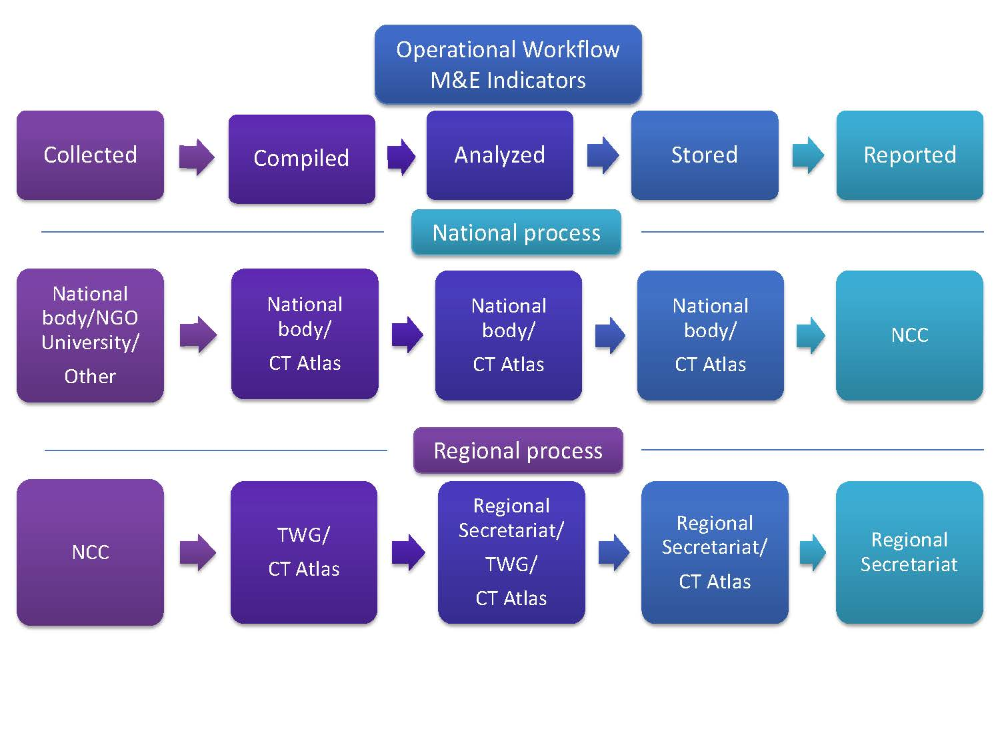 Operational Workflow
M&E Indicators
Collected
Compiled
Analyzed
Stored
Reported
National process
National
body/NGO
University/
Other
National
body/
CT Atlas
National
body/
CT Atlas
National
body/
CT Atlas
NCC
Regional process
NCC
TWG/
CT Atlas
Regional
Secretariat/
TWG/
CT Atlas
Regional
Secretariat/
CT Atlas
Regional
Secretariat